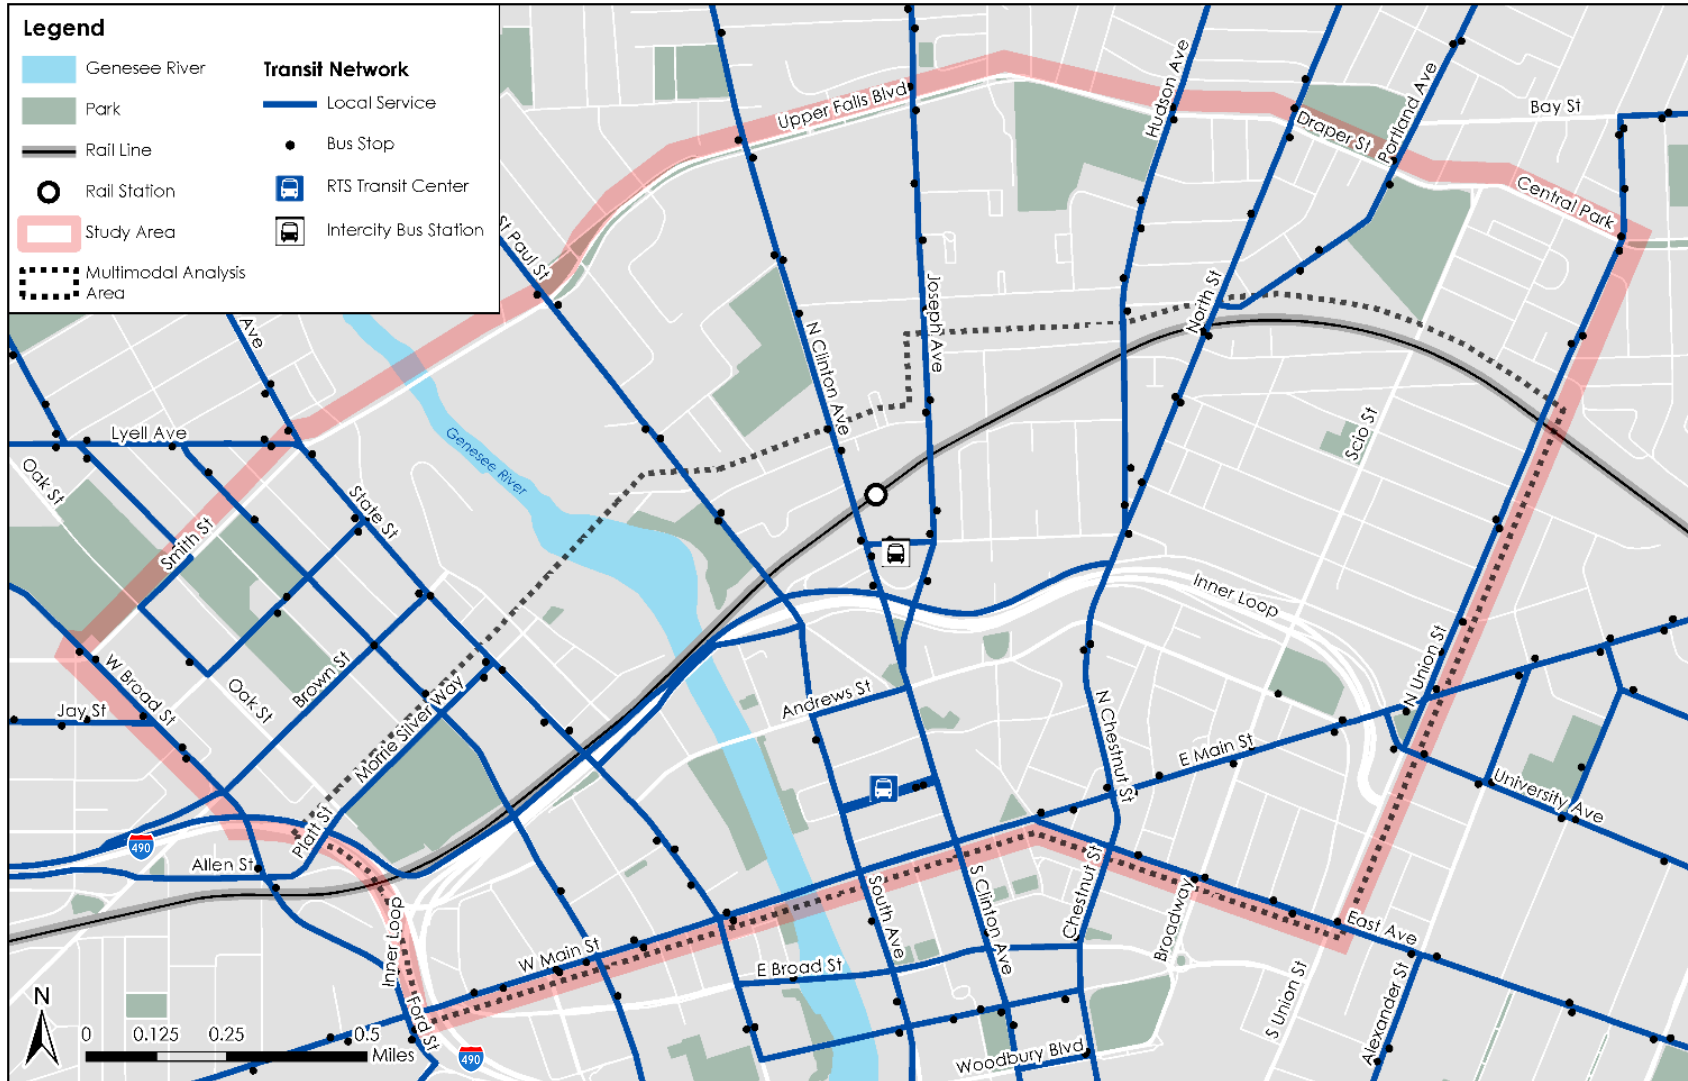 Legend
Genesee River
Park
Rail Line
Rail Station
Study Area
Multimodal Analysis
Area
Transit Network
Local Service
Bus Stop
RTS Transit Center
Intercity Bus Station
Upper Falls Blvd
Hudson Ave
Portland Ave
Bay St
Draper St
Central Park
St Paul St
Joseph Ave
North St
N Clinton Ave
Ave
Lyell Ave
Genesee River
Scio St
Oak St
State St
Smith St
Inner Loop
W Broad St
Brown St
Oak St
N Union St
Jay St
Morrie Silver Way
Andrews St
N Chestnut St
E Main St
University Ave
Platt St
490
Allen St
Chestnut St
S Clinton Ave
South Ave
Broadway
East Ave
Inner Loop
W Main St
E Broad St
S Union St
Alexander St
Ford St
Woodbury Blvd
490
N
0 0.125 0.25 0.5
Miles